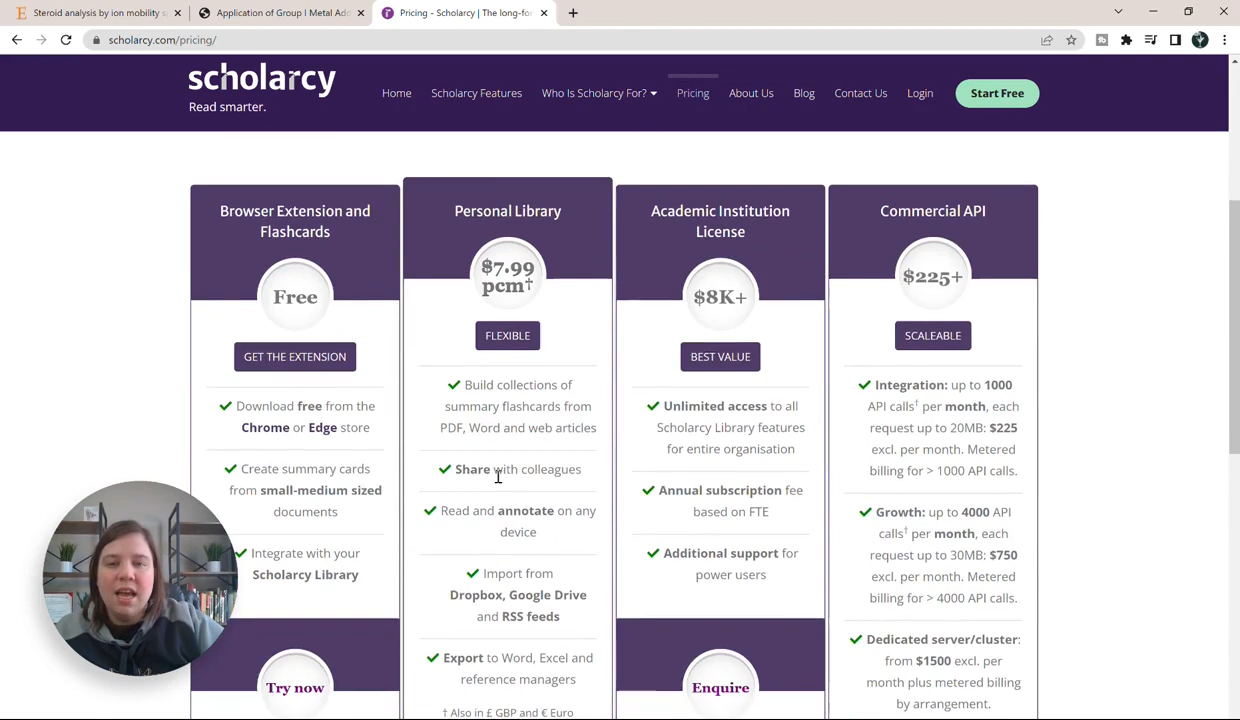 Steroid analysis by ion mobility s
Application of Group I Metal Add
Pricing - Scholarcy | The long-fo
scholarcy.com/pricing/
scholarcy
Read smarter.
Home
Scholarcy Features
Who Is Scholarcy For?
Pricing
About Us
Blog
Contact Us
Login
Start Free
Browser Extension and
Flashcards
Free
GET THE EXTENSION
Download free from the
Chrome or Edge store
Create summary cards
from small-medium sized
documents
Integrate with your
Scholarcy Library
Try now
Personal Library
$7.99
pcm†
FLEXIBLE
Build collections of
summary flashcards from
PDF, Word and web articles
Share with colleagues
Read and annotate on any
device
Import from
Dropbox, Google Drive
and RSS feeds
Export to Word, Excel and
reference managers
† Also in £ GBP and € Euro
Academic Institution
License
$8K+
BEST VALUE
Unlimited access to all
Scholarcy Library features
for entire organisation
Annual subscription fee
based on FTE
Additional support for
power users
Enquire
Commercial API
$225+
SCALEABLE
Integration: up to 1000
API calls† per month, each
request up to 20MB: $225
excl. per month. Metered
billing for > 1000 API calls.
Growth: up to 4000 API
calls† per month, each
request up to 30MB: $750
excl. per month. Metered
billing for > 4000 API calls.
Dedicated server/cluster:
from $1500 excl. per
month plus metered billing
by arrangement.